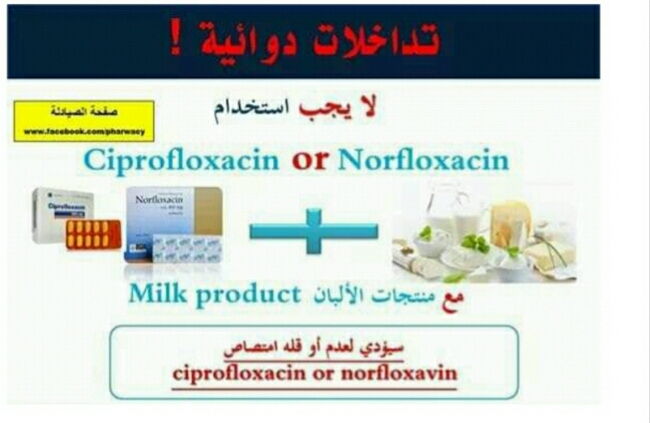 تداخلات دوائية !
صفحة الصيادلة
www.facebook.com/pharwacy
لا يجب استخدام
Ciprofloxacin or Norfloxacin
Ciprofloxacin
Norfloxacin
مع منتجات الألبان Milk product
سيؤدي لعدم أو قله امتصاص
ciprofloxacin or norfloxavin